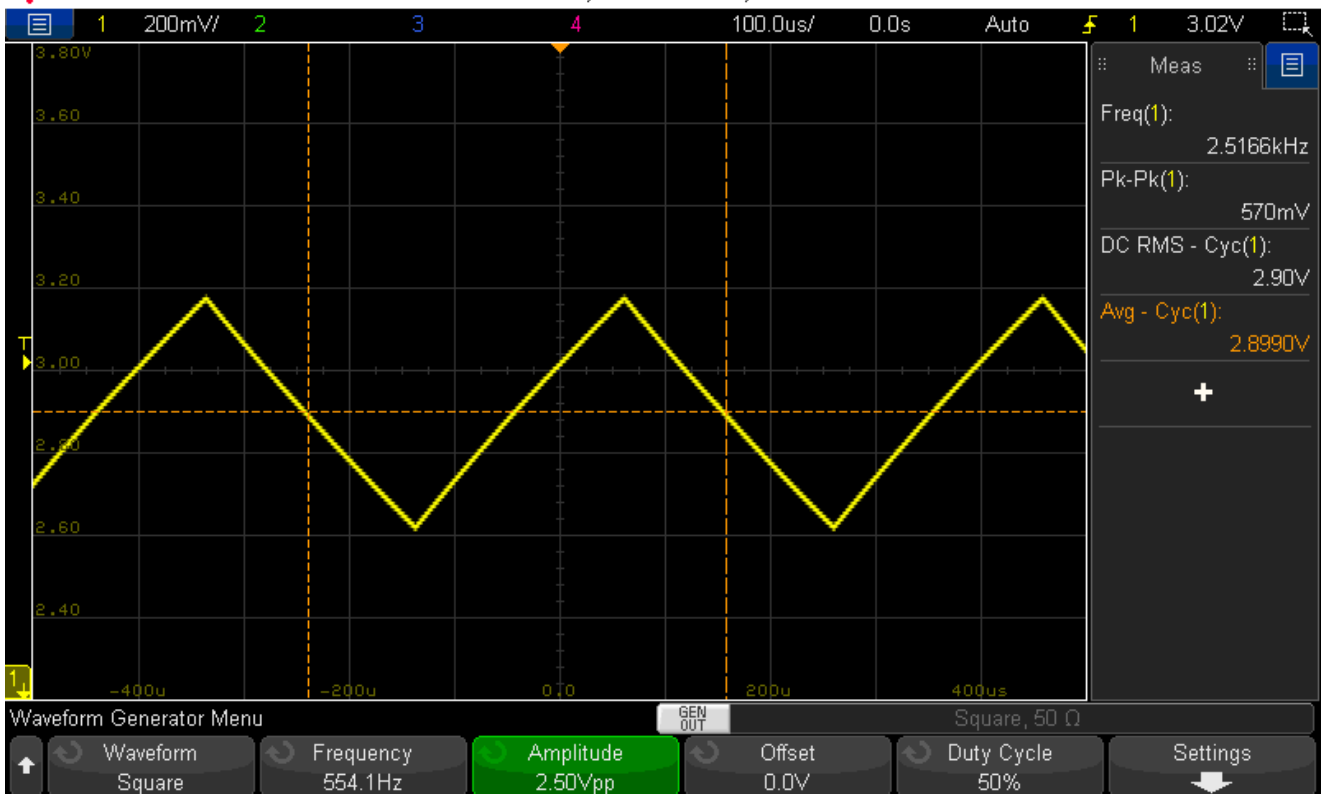 1 200mV/ 2 3 4 100.0us/ 0.0s Auto 1 3.02V
3.80V
Meas
3.60
Freq(1):
2.5166kHz
Pk-Pk(1):
3.40
570mV
DC RMS - Cyc(1):
3.20
2.90V
Avg - Cyc(1):
T
2.8990V
3.00
2.80
2.60
2.40
1
-400u -200u 0.0 200u 400us
Waveform Generator Menu GEN OUT Square, 50 Ω
Waveform Frequency Amplitude Offset Duty Cycle Settings
Square 554.1Hz 2.50Vpp 0.0V 50%